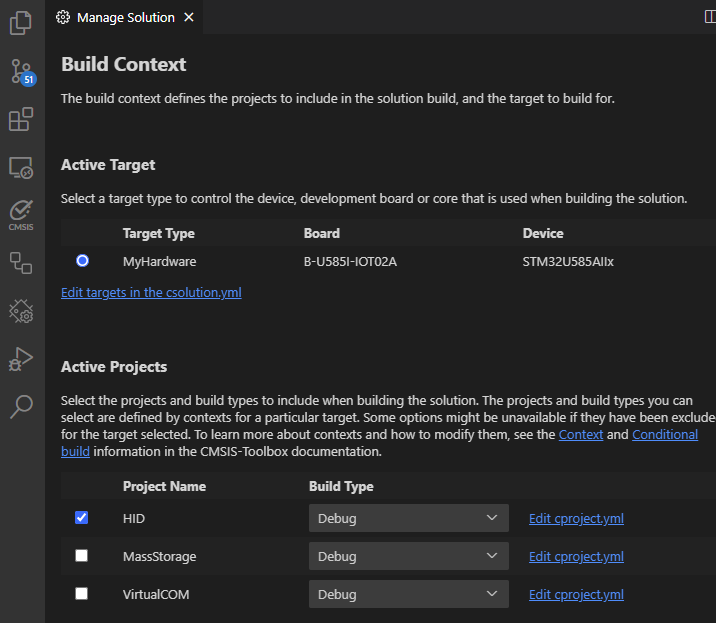 Manage Solution
51
Build Context
The build context defines the projects to include in the solution build, and the target to build for.
Active Target
Select a target type to control the device, development board or core that is used when building the solution.
CMSIS
Target Type Board Device
MyHardware B-U585I-IOT02A STM32U585AIIx
Edit targets in the csolution.yml
Active Projects
Select the projects and build types to include when building the solution. The projects and build types you can
select are defined by contexts for a particular target. Some options might be unavailable if they have been exclude
for the target selected. To learn more about contexts and how to modify them, see the Context and Conditional
build information in the CMSIS-Toolbox documentation.
Project Name Build Type
HID Debug Edit cproject.yml
MassStorage Debug Edit cproject.yml
VirtualCOM Debug Edit cproject.yml